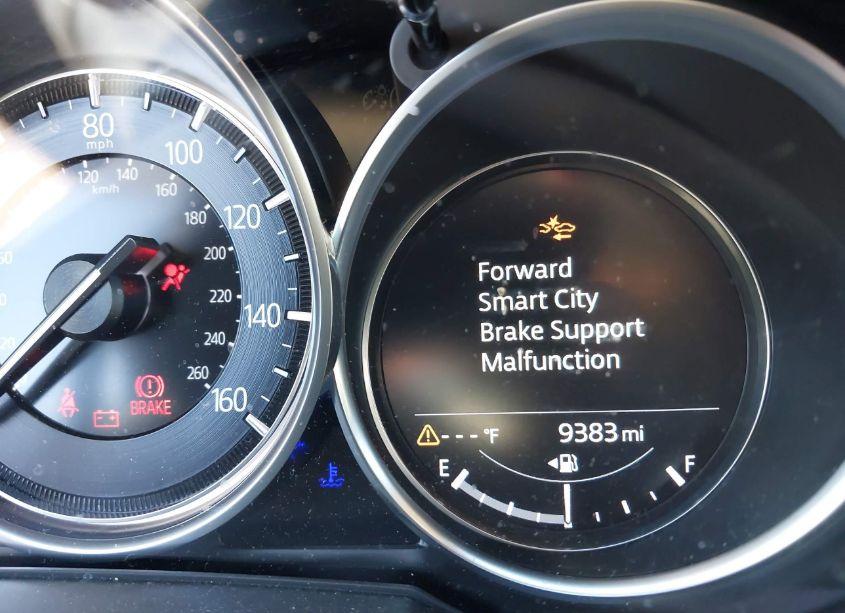 80
mph
100
120
140
160
120
140
km/h
160
180
200
220
240
260
BRAKE
Forward
Smart City
Brake Support
Malfunction
--- °F
9383 mi
E
F